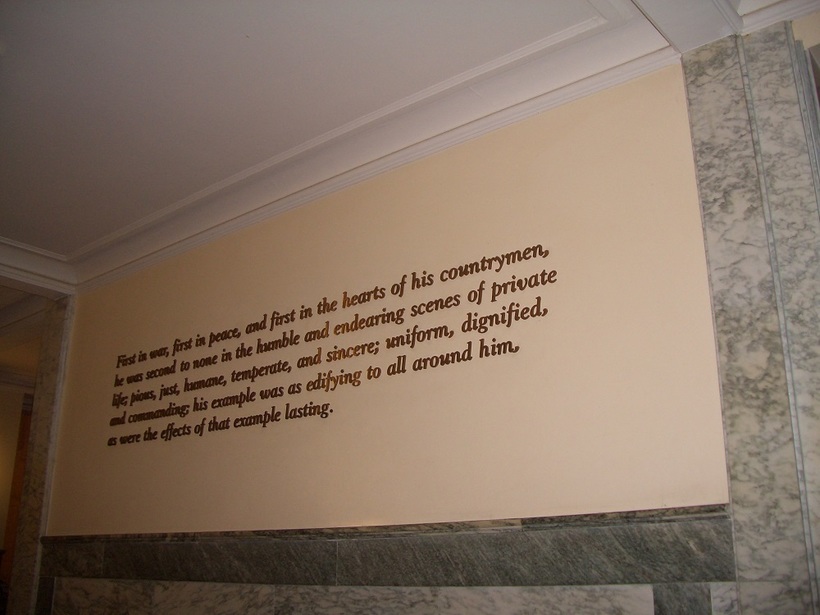 First in war, first in peace, and first in the hearts of his countrymen,
he was second to none in the humble and endearing scenes of private
life; pious, just, humane, temperate, and sincere; uniform, dignified,
and commanding; his example was as edifying to all around him,
as were the effects of that example lasting.